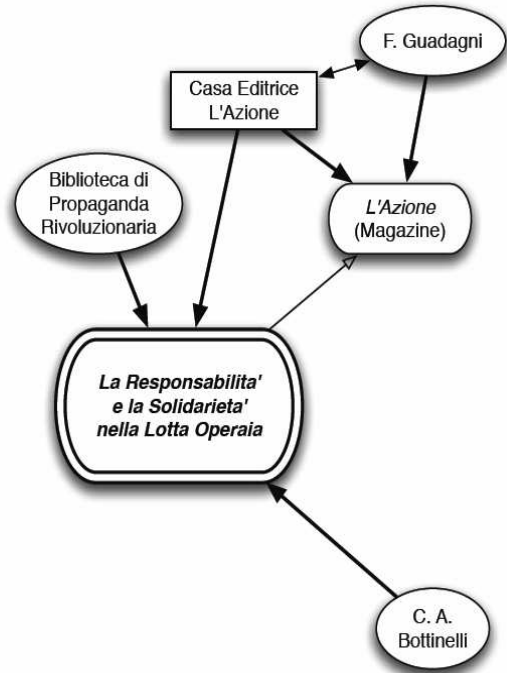 F. Guadagni
Casa Editrice
L'Azione
Biblioteca di
Propaganda
Rivoluzionaria
L'Azione
(Magazine)
La Responsabilita'
e la Solidarieta'
nella Lotta Operaia
C. A.
Bottinelli